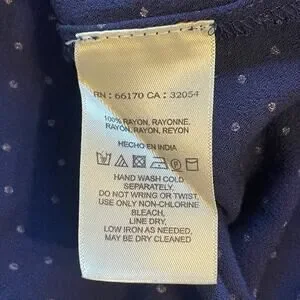 RN : 66170 CA : 32054
100% RAYON, RAYONNE,
RAYON, RAYON, REYON
HECHO EN INDIA
HAND WASH COLD
SEPARATELY,
DO NOT WRING OR TWIST,
USE ONLY NON-CHLORINE
BLEACH,
LINE DRY,
LOW IRON AS NEEDED,
MAY BE DRY CLEANED